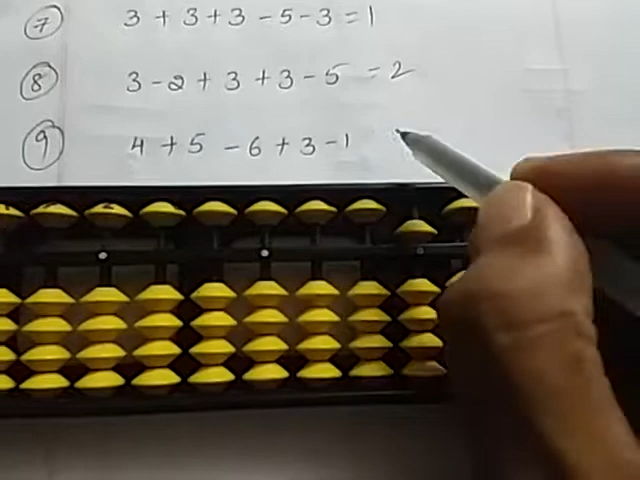 7 3 + 3 + 3 - 5 - 3 = 1
8 3 - 2 + 3 + 3 - 5 = 2
9 4 + 5 - 6 + 3 - 1